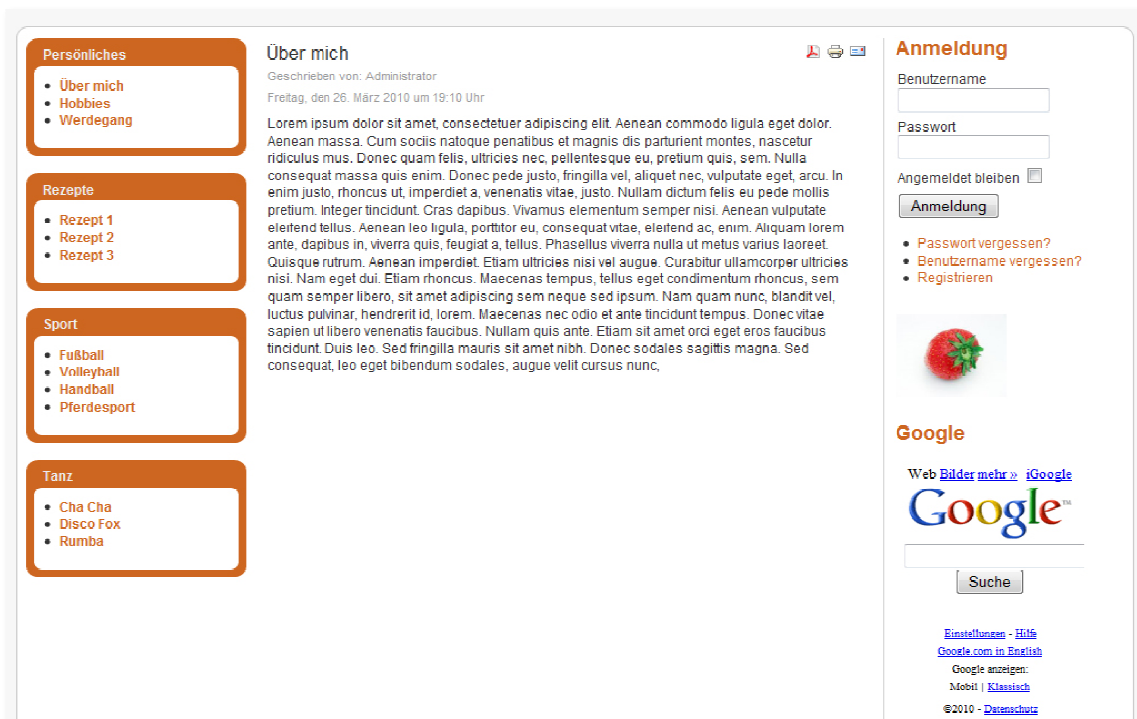 Persönliches
Über mich
Hobbies
Werdegang
Rezepte
Rezept 1
Rezept 2
Rezept 3
Sport
Fußball
Volleyball
Handball
Pferdesport
Tanz
Cha Cha
Disco Fox
Rumba
Über mich
Geschrieben von: Administrator
Freitag, den 26. März 2010 um 19:10 Uhr
Lorem ipsum dolor sit amet, consectetuer adipiscing elit. Aenean commodo ligula eget dolor.
Aenean massa. Cum sociis natoque penatibus et magnis dis parturient montes, nascetur
ridiculus mus. Donec quam felis, ultricies nec, pellentesque eu, pretium quis, sem. Nulla
consequat massa quis enim. Donec pede justo, fringilla vel, aliquet nec, vulputate eget, arcu. In
enim justo, rhoncus ut, imperdiet a, venenatis vitae, justo. Nullam dictum felis eu pede mollis
pretium. Integer tincidunt. Cras dapibus. Vivamus elementum semper nisi. Aenean vulputate
eleifend tellus. Aenean leo ligula, porttitor eu, consequat vitae, eleifend ac, enim. Aliquam lorem
ante, dapibus in, viverra quis, feugiat a, tellus. Phasellus viverra nulla ut metus varius laoreet.
Quisque rutrum. Aenean imperdiet. Etiam ultricies nisi vel augue. Curabitur ullamcorper ultricies
nisi. Nam eget dui. Etiam rhoncus. Maecenas tempus, tellus eget condimentum rhoncus, sem
quam semper libero, sit amet adipiscing sem neque sed ipsum. Nam quam nunc, blandit vel,
luctus pulvinar, hendrerit id, lorem. Maecenas nec odio et ante tincidunt tempus. Donec vitae
sapien ut libero venenatis faucibus. Nullam quis ante. Etiam sit amet orci eget eros faucibus
tincidunt. Duis leo. Sed fringilla mauris sit amet nibh. Donec sodales sagittis magna. Sed
consequat, leo eget bibendum sodales, augue velit cursus nunc,
Anmeldung
Benutzername
Passwort
Angemeldet bleiben
Anmeldung
Passwort vergessen?
Benutzername vergessen?
Registrieren
Google
Web Bilder mehr » iGoogle
Google™
Suche
Einstellungen - Hilfe
Google.com in English
Google anzeigen:
Mobil | Klassisch
©2010 - Datenschutz